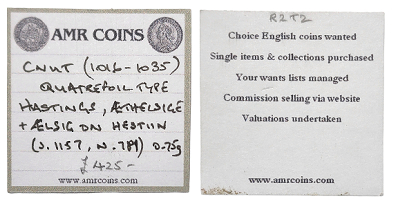 AMR COINS
CNUT (1016-1035)
QUATREFOIL TYPE
HASTINGS, ÆTHELSIGE
+ ÆLSIG ON HESTIIN
(S.1157, N.781) 0.75g
£425-
www.amrcoins.com
R2T2
Choice English coins wanted
Single items & collections purchased
Your wants lists managed
Commission selling via website
Valuations undertaken
www.amrcoins.com